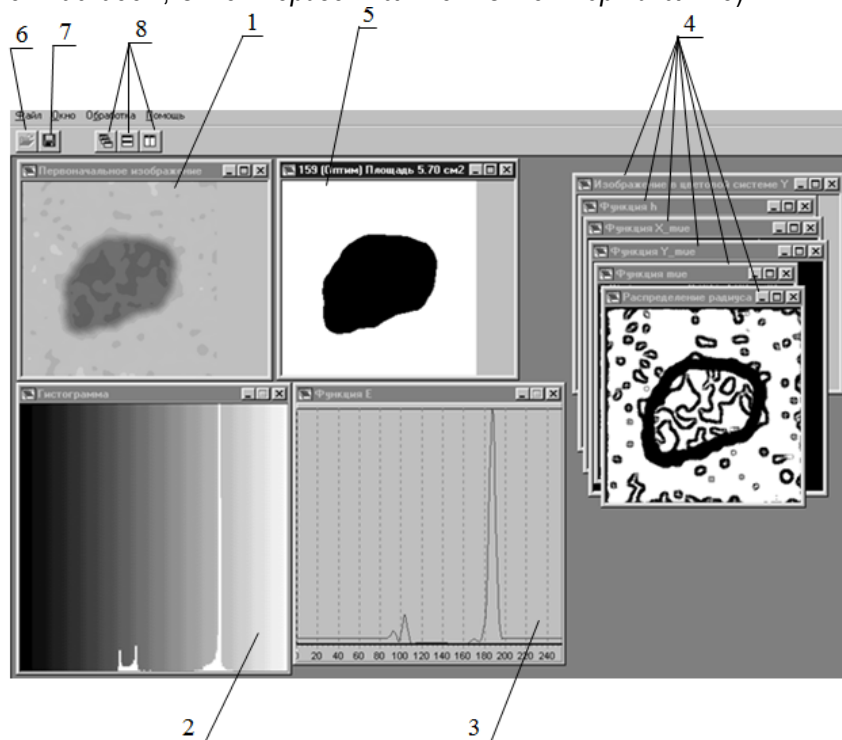 1
5
4
6
7
8
Файл Окно Обработка Помощь
Первоначальное изображение
159 (Оптим) Площадь 5.70 см2
Изображение в цветовой системе Y
Функция h
Функция X_mue
Функция Y_mue
Функция mue
Распределение радиуса
Гистограмма
Функция E
20 40 60 80 100 120 140 160 180 200 220 240
2
3